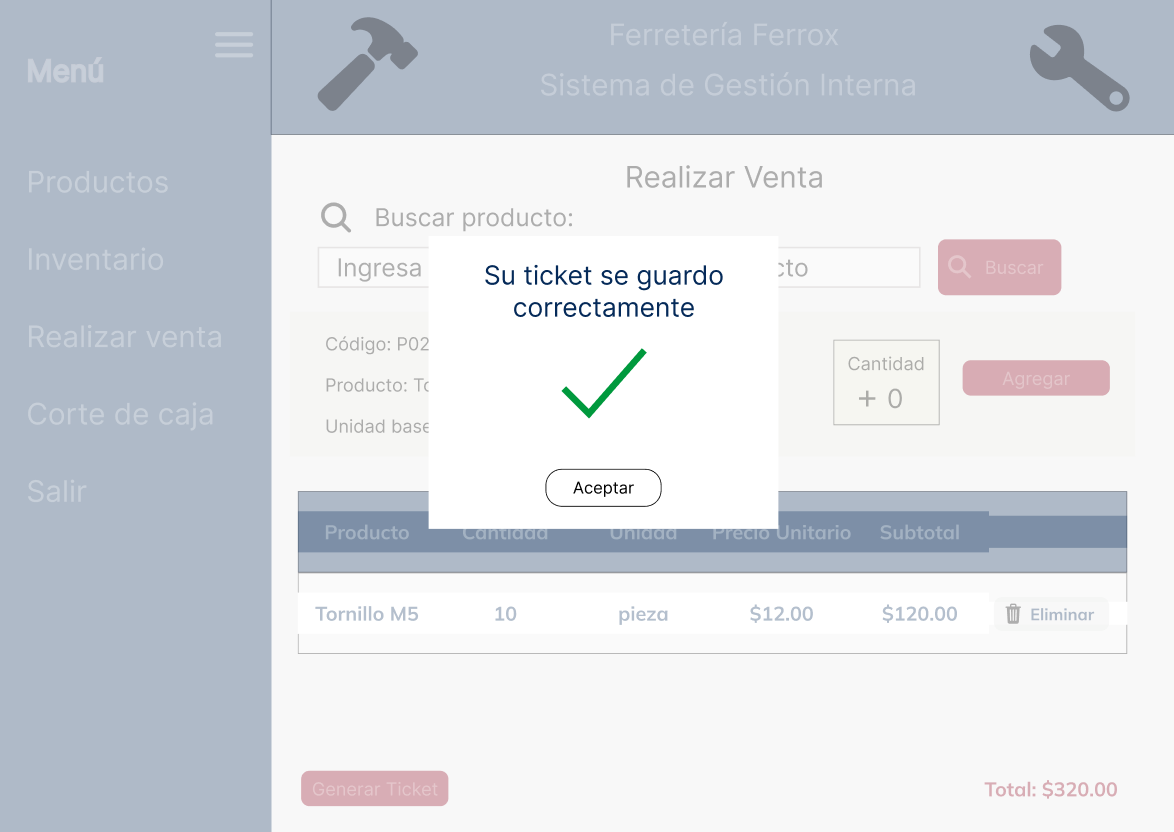 Menú
Ferretería Ferrox
Sistema de Gestión Interna
Productos
Inventario
Realizar venta
Corte de caja
Salir
Realizar Venta
Buscar producto:
Ingresa
Buscar
Su ticket se guardo
correctamente
Aceptar
Código: P02
Producto: To
Unidad base
Cantidad
+ 0
Agregar
Producto Cantidad Unidad Precio Unitario Subtotal
Tornillo M5 10 pieza $12.00 $120.00 Eliminar
Generar Ticket
Total: $320.00